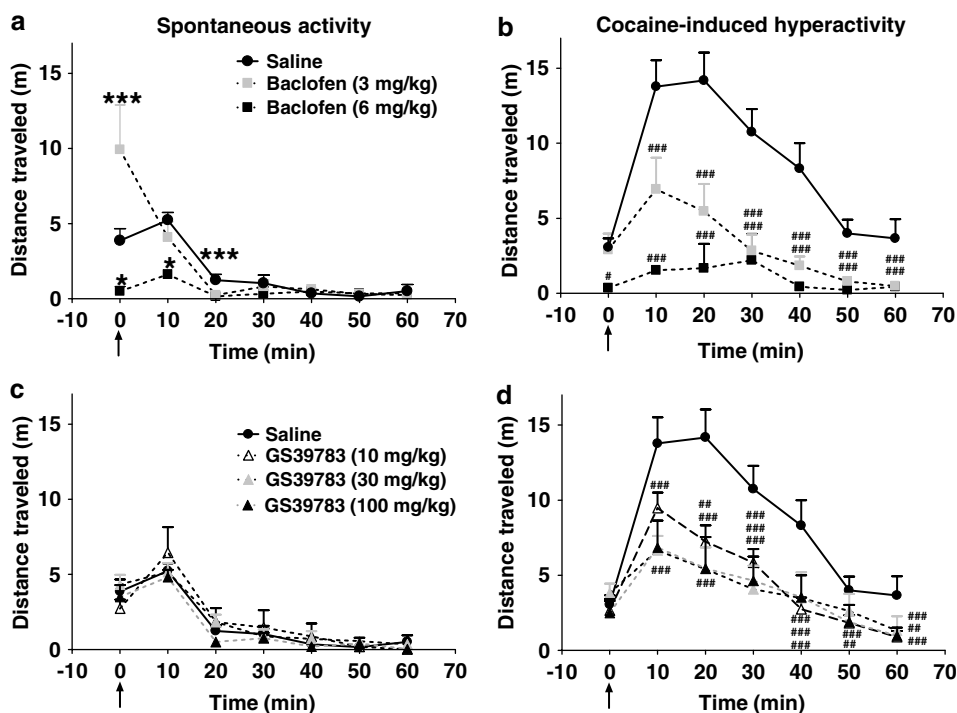 a
Spontaneous activity
Distance traveled (m)
15
10
5
0
***
Saline
Baclofen (3 mg/kg)
Baclofen (6 mg/kg)
*
*
***
-10 0 10 20 30 40 50 60 70
Time (min)
b
Cocaine-induced hyperactivity
Distance traveled (m)
15
10
5
0
###
###
###
###
###
###
###
###
###
###
###
###
#
###
-10 0 10 20 30 40 50 60 70
Time (min)
c
Distance traveled (m)
15
10
5
0
Saline
GS39783 (10 mg/kg)
GS39783 (30 mg/kg)
GS39783 (100 mg/kg)
-10 0 10 20 30 40 50 60 70
Time (min)
d
Distance traveled (m)
15
10
5
0
###
##
###
###
###
###
###
###
###
###
###
###
##
###
##
###
-10 0 10 20 30 40 50 60 70
Time (min)